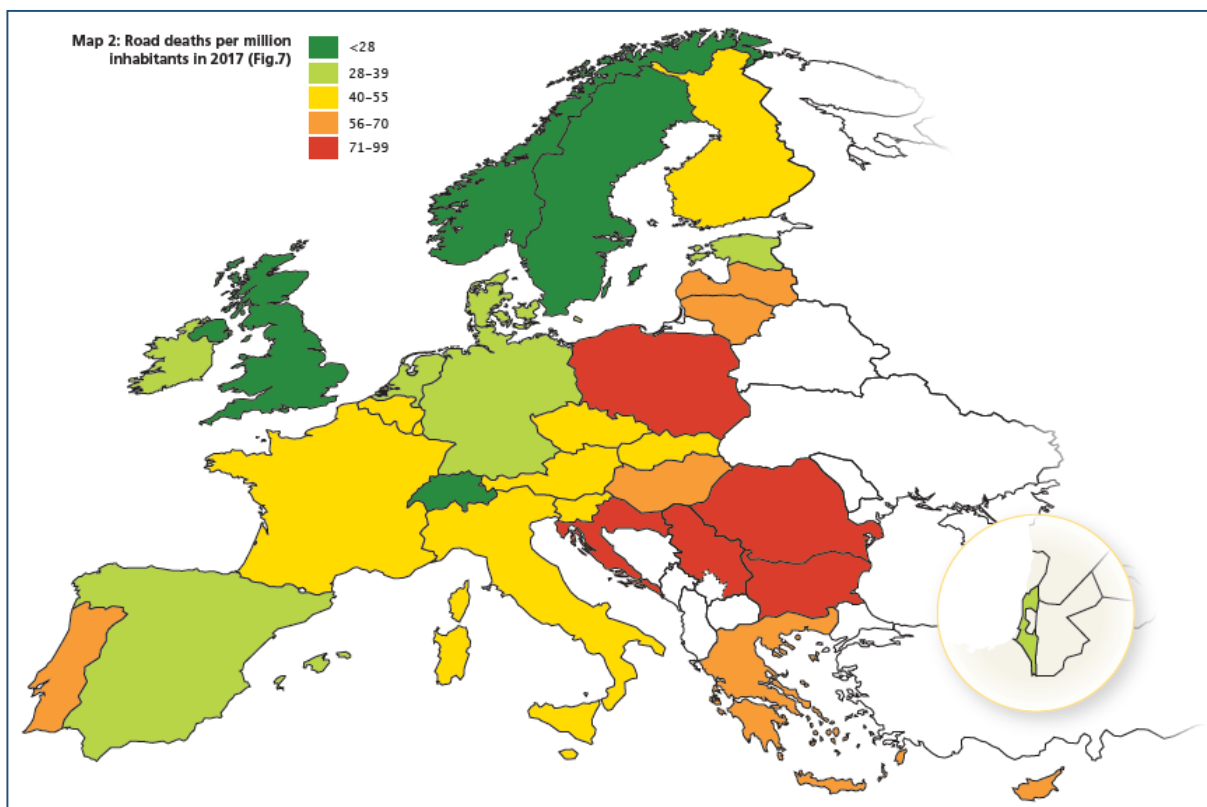 Map 2: Road deaths per million
inhabitants in 2017 (Fig.7)
<28
28–39
40–55
56–70
71–99